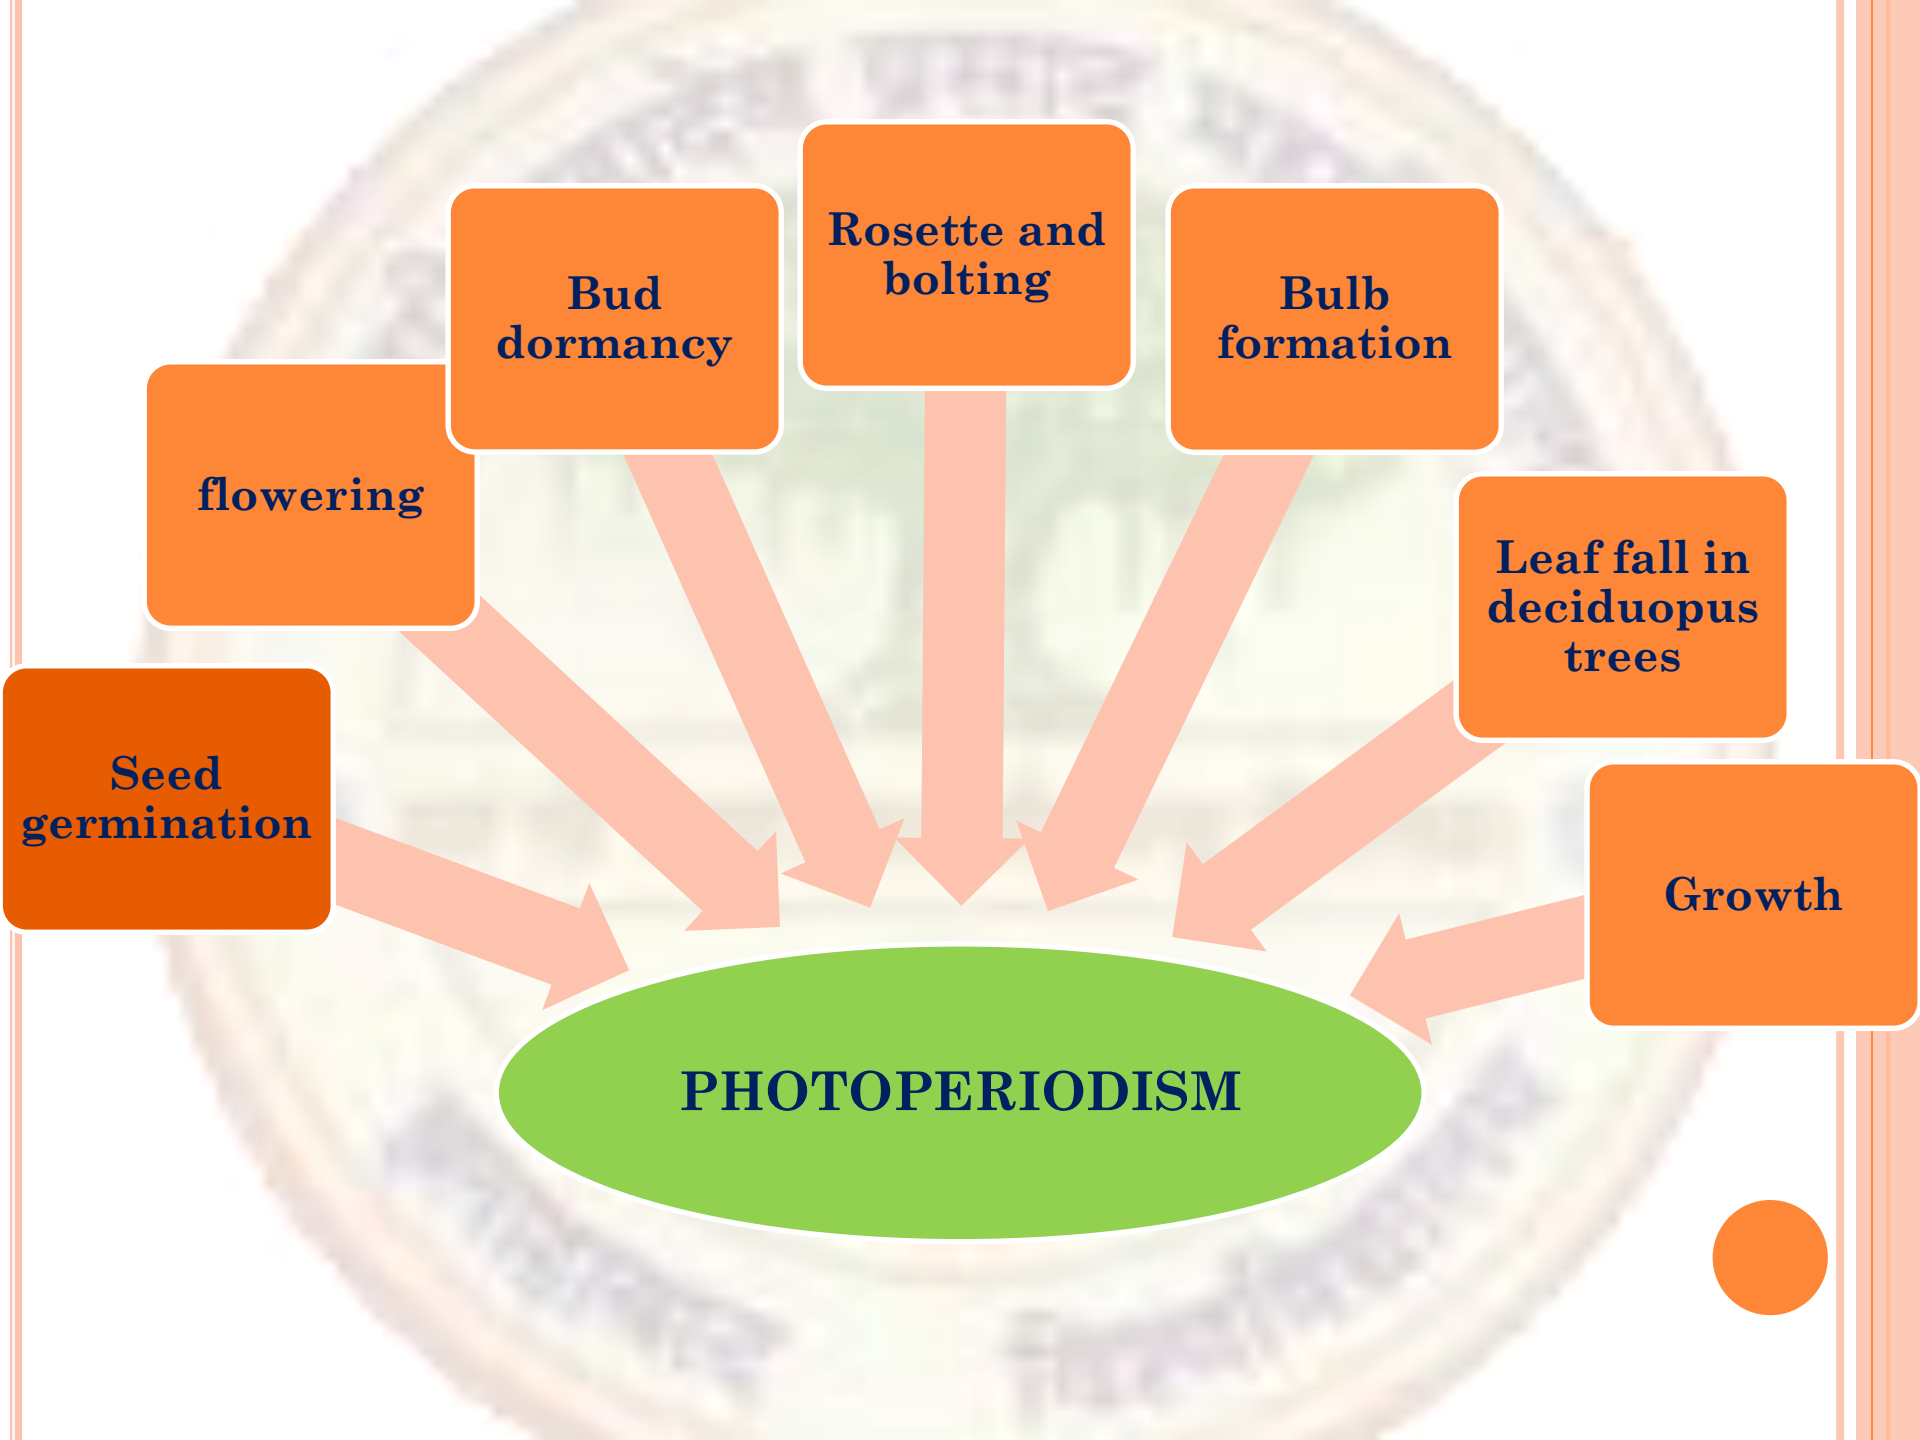 Seed
germination
flowering
Bud
dormancy
Rosette and
bolting
Bulb
formation
Leaf fall in
deciduopus
trees
Growth
PHOTOPERIODISM